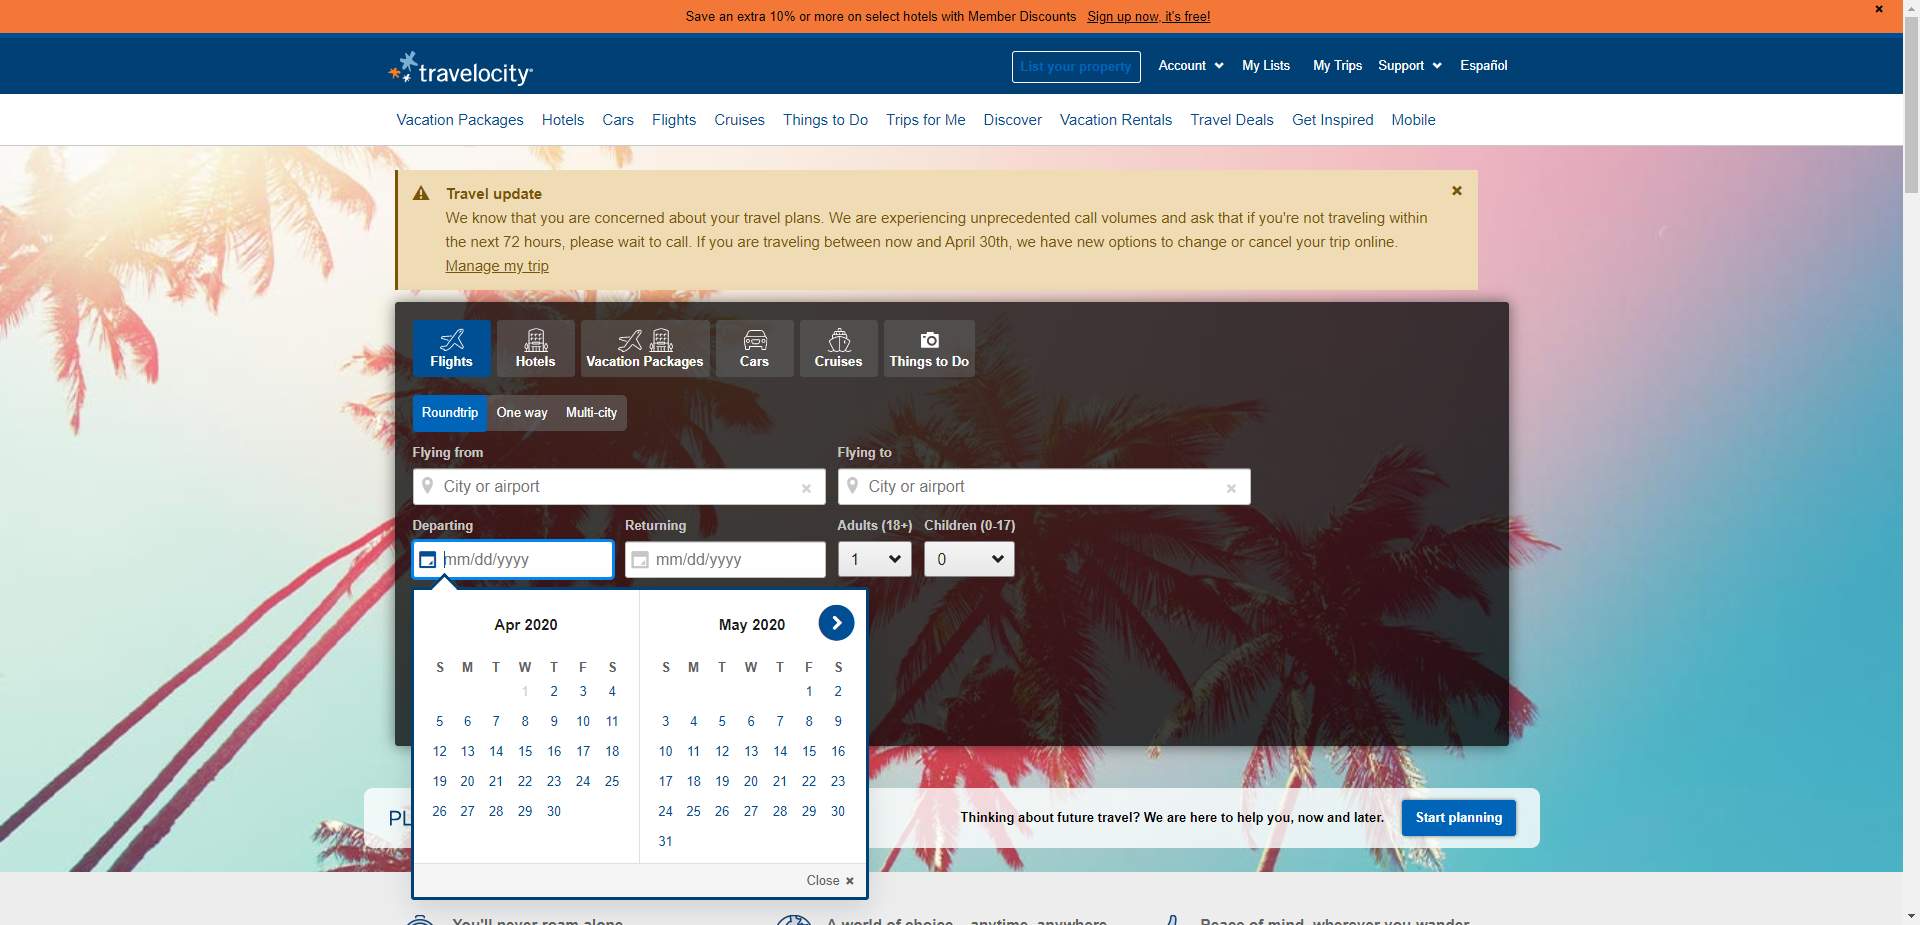 Save an extra 10% or more on select hotels with Member Discounts Sign up now, it's free!
travelocity
List your property Account My Lists My Trips Support Español
Vacation Packages Hotels Cars Flights Cruises Things to Do Trips for Me Discover Vacation Rentals Travel Deals Get Inspired Mobile
Travel update
We know that you are concerned about your travel plans. We are experiencing unprecedented call volumes and ask that if you're not traveling within
the next 72 hours, please wait to call. If you are traveling between now and April 30th, we have new options to change or cancel your trip online.
Manage my trip
Flights Hotels Vacation Packages Cars Cruises Things to Do
Roundtrip One way Multi-city
Flying from Flying to
City or airport City or airport
Departing Returning Adults (18+) Children (0-17)
mm/dd/yyyy mm/dd/yyyy 1 0
Apr 2020 May 2020
S M T W T F S S M T W T F S
1 2 3 4 1 2
5 6 7 8 9 10 11 3 4 5 6 7 8 9
12 13 14 15 16 17 18 10 11 12 13 14 15 16
19 20 21 22 23 24 25 17 18 19 20 21 22 23
26 27 28 29 30 24 25 26 27 28 29 30
31
PL
Thinking about future travel? We are here to help you, now and later. Start planning
Close
You'll never roam alone A world of choice – anytime, anywhere Peace of mind, wherever you wander